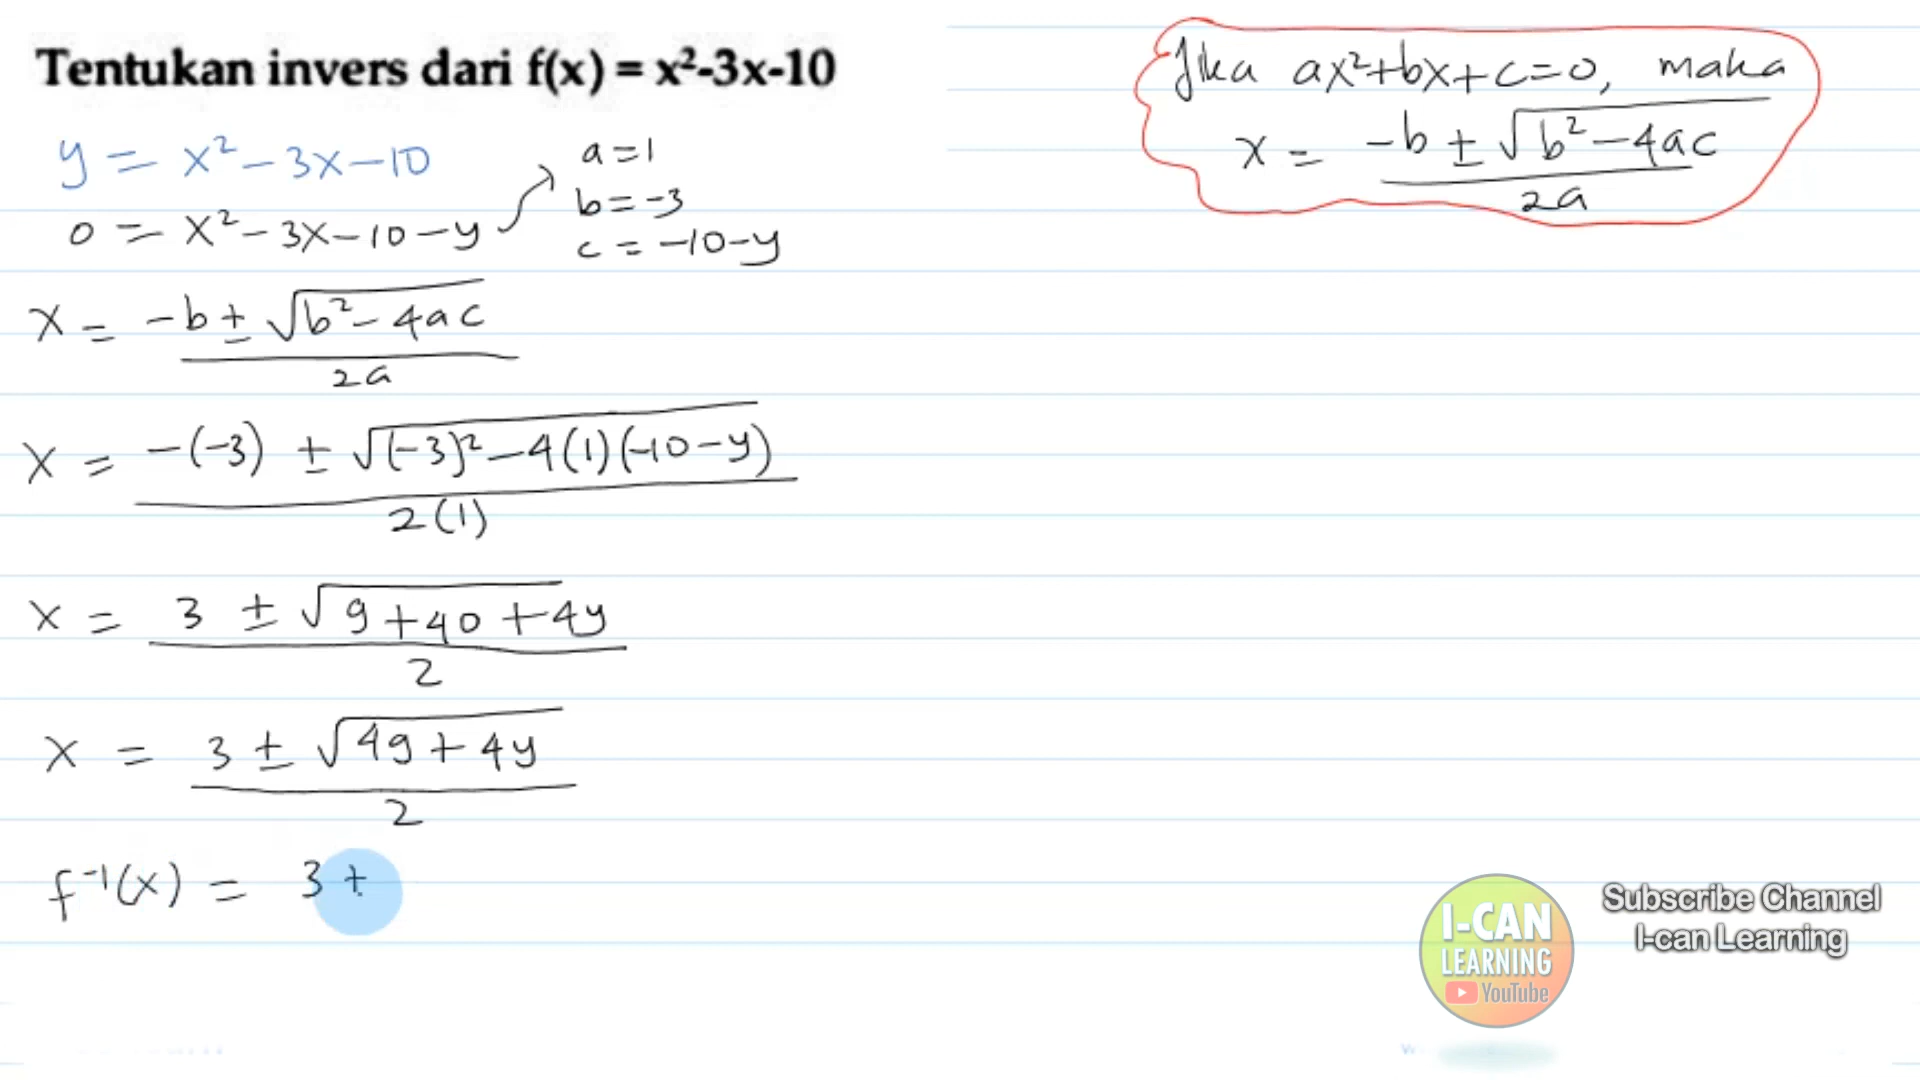 Tentukan invers dari f(x) = x²-3x-10
y = x² - 3x - 10
0 = x² - 3x - 10 - y
a = 1
b = -3
c = -10 - y
x = -b ± √b² - 4ac
2a
x = -(-3) ± √(-3)² - 4(1)(-10 - y)
2(1)
x = 3 ± √9 + 40 + 4y
2
x = 3 ± √49 + 4y
2
f⁻¹(x) = 3 +
Jika ax² + bx + c = 0, maka
x = -b ± √b² - 4ac
2a
I-CAN
LEARNING
YouTube
Subscribe Channel
I-can Learning